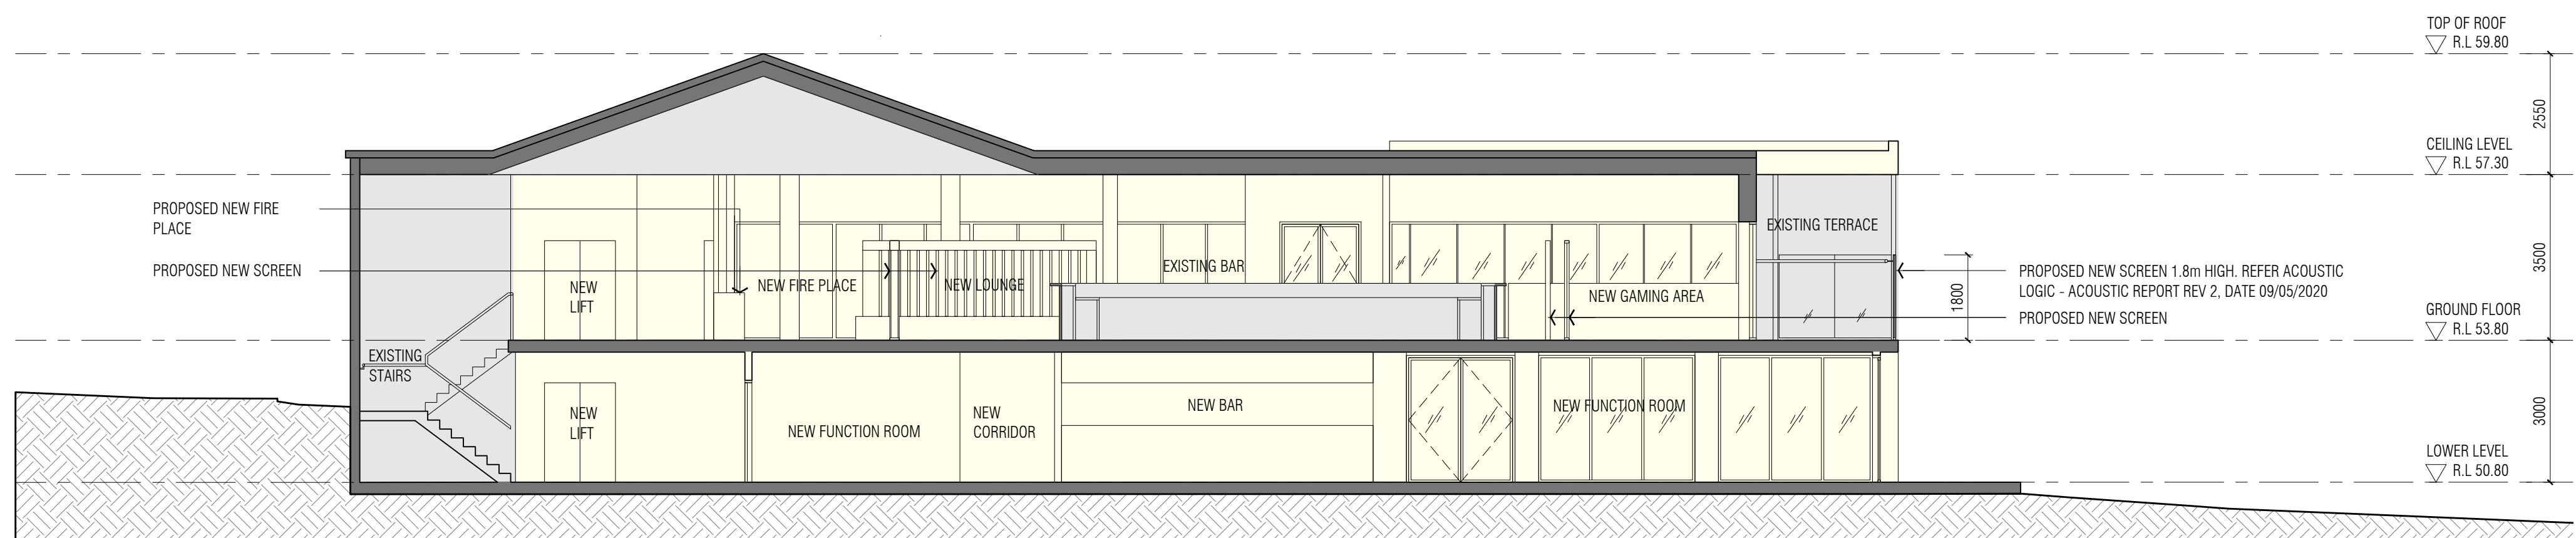 TOP OF ROOF
R.L 59.80
2550
CEILING LEVEL
R.L 57.30
PROPOSED NEW FIRE
PLACE
EXISTING TERRACE
PROPOSED NEW SCREEN
NEW
LIFT
NEW FIRE PLACE
NEW LOUNGE
EXISTING BAR
NEW GAMING AREA
1800
PROPOSED NEW SCREEN 1.8m HIGH. REFER ACOUSTIC
LOGIC - ACOUSTIC REPORT REV 2, DATE 09/05/2020
PROPOSED NEW SCREEN
3500
GROUND FLOOR
R.L 53.80
EXISTING
STAIRS
NEW
LIFT
NEW FUNCTION ROOM
NEW
CORRIDOR
NEW BAR
NEW FUNCTION ROOM
3000
LOWER LEVEL
R.L 50.80